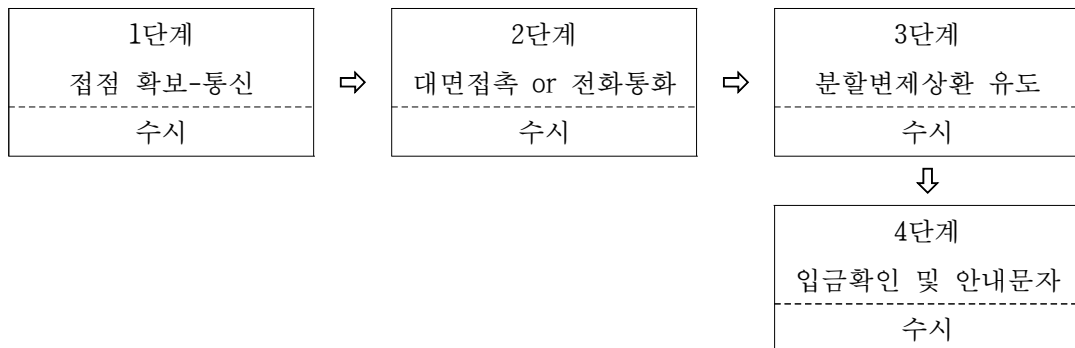 1단계
접점 확보-통신
수시
⇨
2단계
대면접촉 or 전화통화
수시
⇨
3단계
분할변제상환 유도
수시
⇩
4단계
입금확인 및 안내문자
수시